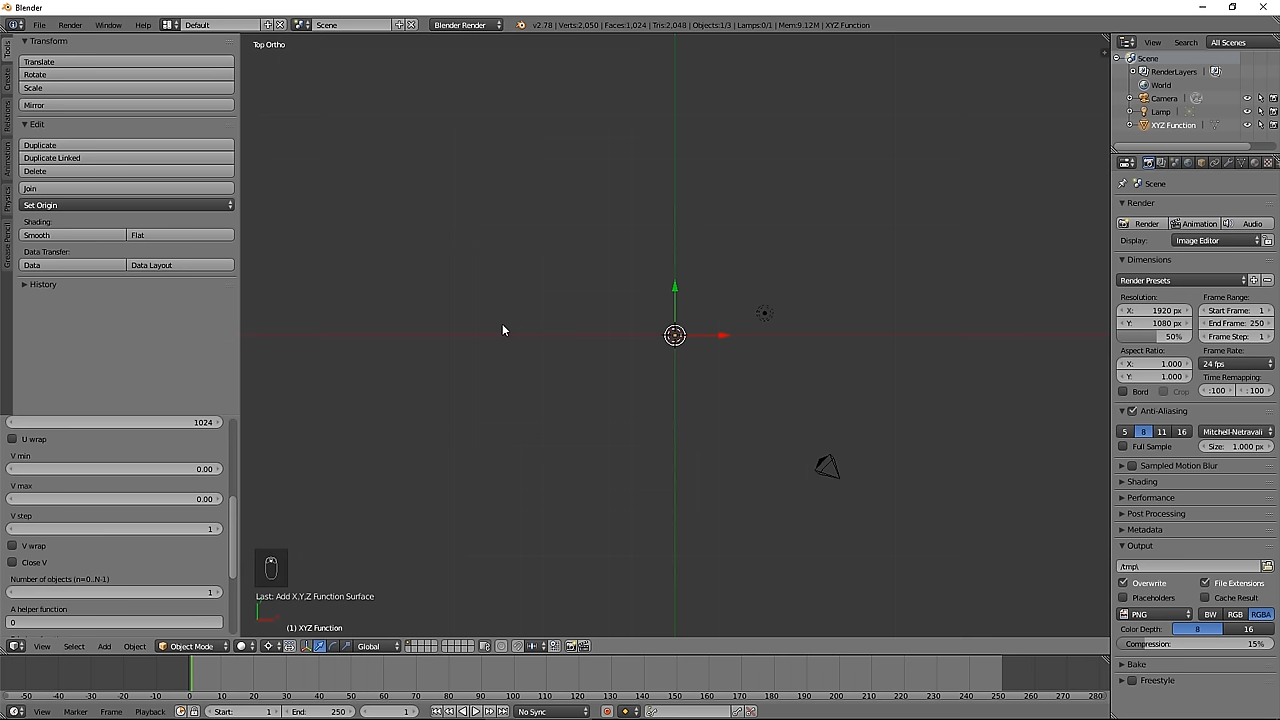 Blender
File Render Window Help Default Scene Blender Render v2.78 | Verts:2,050 | Faces:1,024 | Tris:2,048 | Objects:1/3 | Lamps:0/1 | Mem:9.12M | XYZ Function
Tools
Create
Relations
Animation
Physics
Grease Pencil
Transform
Translate
Rotate
Scale
Mirror
Edit
Duplicate
Duplicate Linked
Delete
Join
Set Origin
Shading:
Smooth Flat
Data Transfer:
Data Data Layout
History
1024
U wrap
V min
0.00
V max
0.00
V step
1
V wrap
Close V
Number of objects (n=0..N-1)
1
A helper function
0
Top Ortho
Last: Add X,Y,Z Function Surface
(1) XYZ Function
View Select Add Object Object Mode Global
-50 -40 -30 -20 -10 0 10 20 30 40 50 60 70 80 90 100 110 120 130 140 150 160 170 180 190 200 210 220 230 240 250 260 270 280
View Marker Frame Playback Start: 1 End: 250 1 No Sync
View Search All Scenes
Scene
RenderLayers
World
Camera
Lamp
XYZ Function
Scene
Render
Render Animation Audio
Display: Image Editor
Dimensions
Render Presets
Resolution: Frame Range:
X: 1920 px Start Frame: 1
Y: 1080 px End Frame: 250
50% Frame Step: 1
Aspect Ratio: Frame Rate:
X: 1.000 24 fps
Y: 1.000 Time Remapping:
Bord Crop :100 : 100
Anti-Aliasing
5 8 11 16 Mitchell-Netravali
Full Sample Size: 1.000 px
Sampled Motion Blur
Shading
Performance
Post Processing
Metadata
Output
/tmp\
Overwrite File Extensions
Placeholders Cache Result
PNG BW RGB RGBA
Color Depth: 8 16
Compression: 15%
Bake
Freestyle